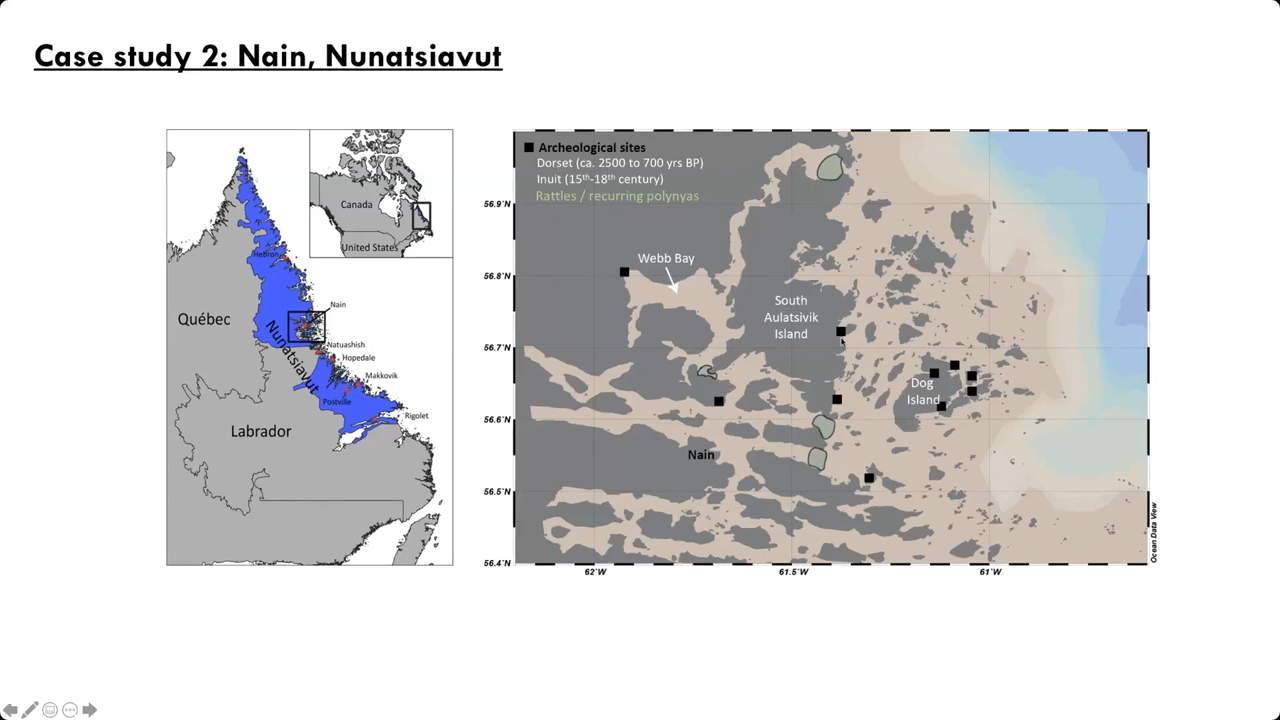 Case study 2: Nain, Nunatsiavut
Canada
United States
Hebron
Nain
Québec
Nunatsiavut
Natuashish
Hopedale
Makkovik
Postville
Rigolet
Labrador
Archeological sites
Dorset (ca. 2500 to 700 yrs BP)
Inuit (15th-18th century)
Rattles / recurring polynyas
56.9°N
Webb Bay
56.8°N
South
Aulatsivik
Island
56.7°N
Dog
Island
56.6°N
Nain
56.5°N
56.4°N
62°W
61.5°W
61°W
Ocean Data View